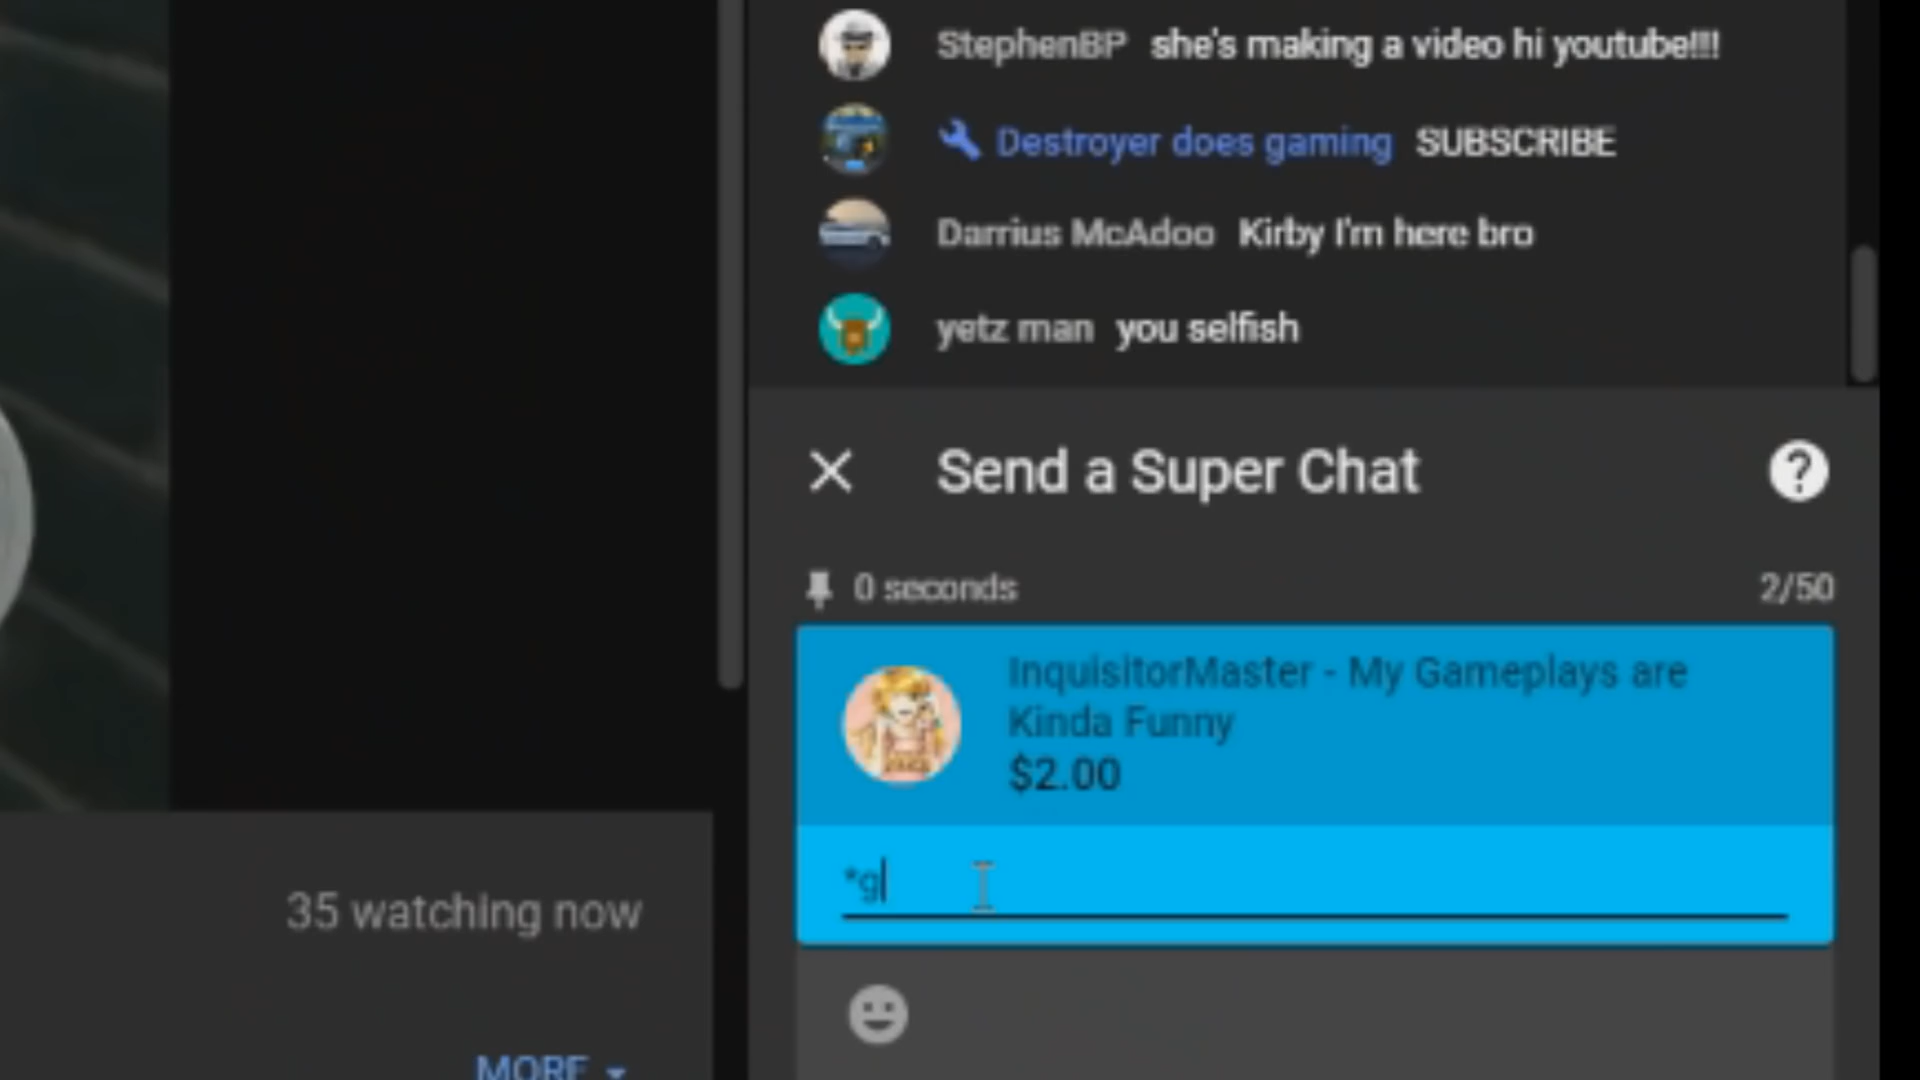 StephenBP she's making a video hi youtube!!!
Destroyer does gaming SUBSCRIBE
Darrius McAdoo Kirby I'm here bro
yetz man you selfish
Send a Super Chat
0 seconds 2/50
InquisitorMaster - My Gameplays are
Kinda Funny
$2.00
*g
35 watching now
MORE